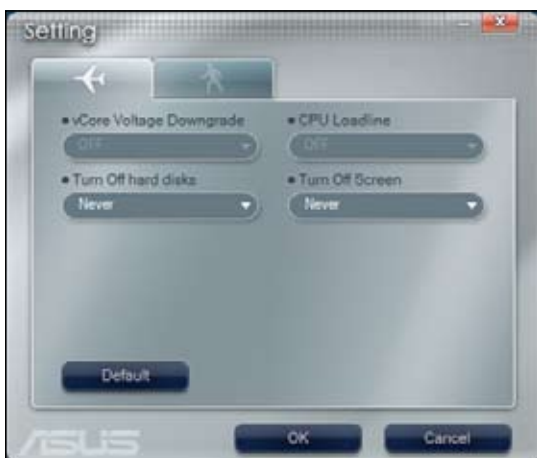 Setting
vCore Voltage Downgrade
CPU Loadline
OFF
OFF
Turn Off hard disks
Turn Off Screen
Never
Never
Default
OK
Cancel
ASUS